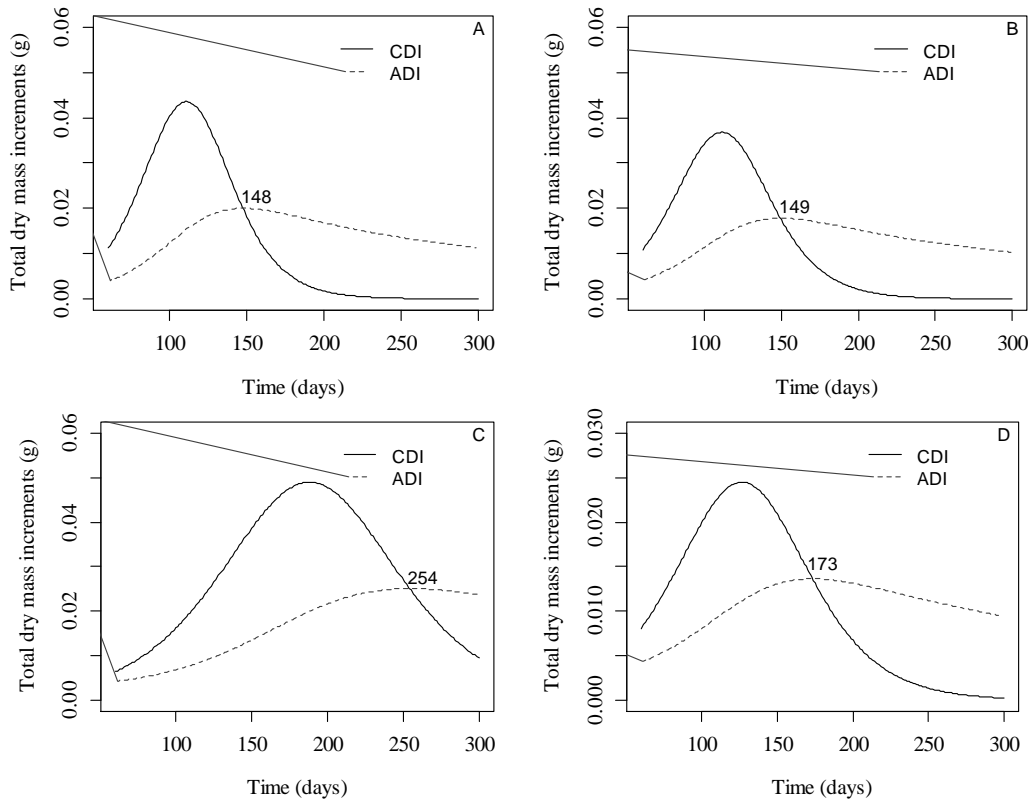 A
Total dry mass increments (g)
0.00 0.02 0.04 0.06
CDI
ADI
148
100 150 200 250 300
Time (days)
B
Total dry mass increments (g)
0.00 0.02 0.04 0.06
CDI
ADI
149
100 150 200 250 300
Time (days)
C
Total dry mass increments (g)
0.00 0.02 0.04 0.06
CDI
ADI
254
100 150 200 250 300
Time (days)
D
Total dry mass increments (g)
0.000 0.010 0.020 0.030
CDI
ADI
173
100 150 200 250 300
Time (days)